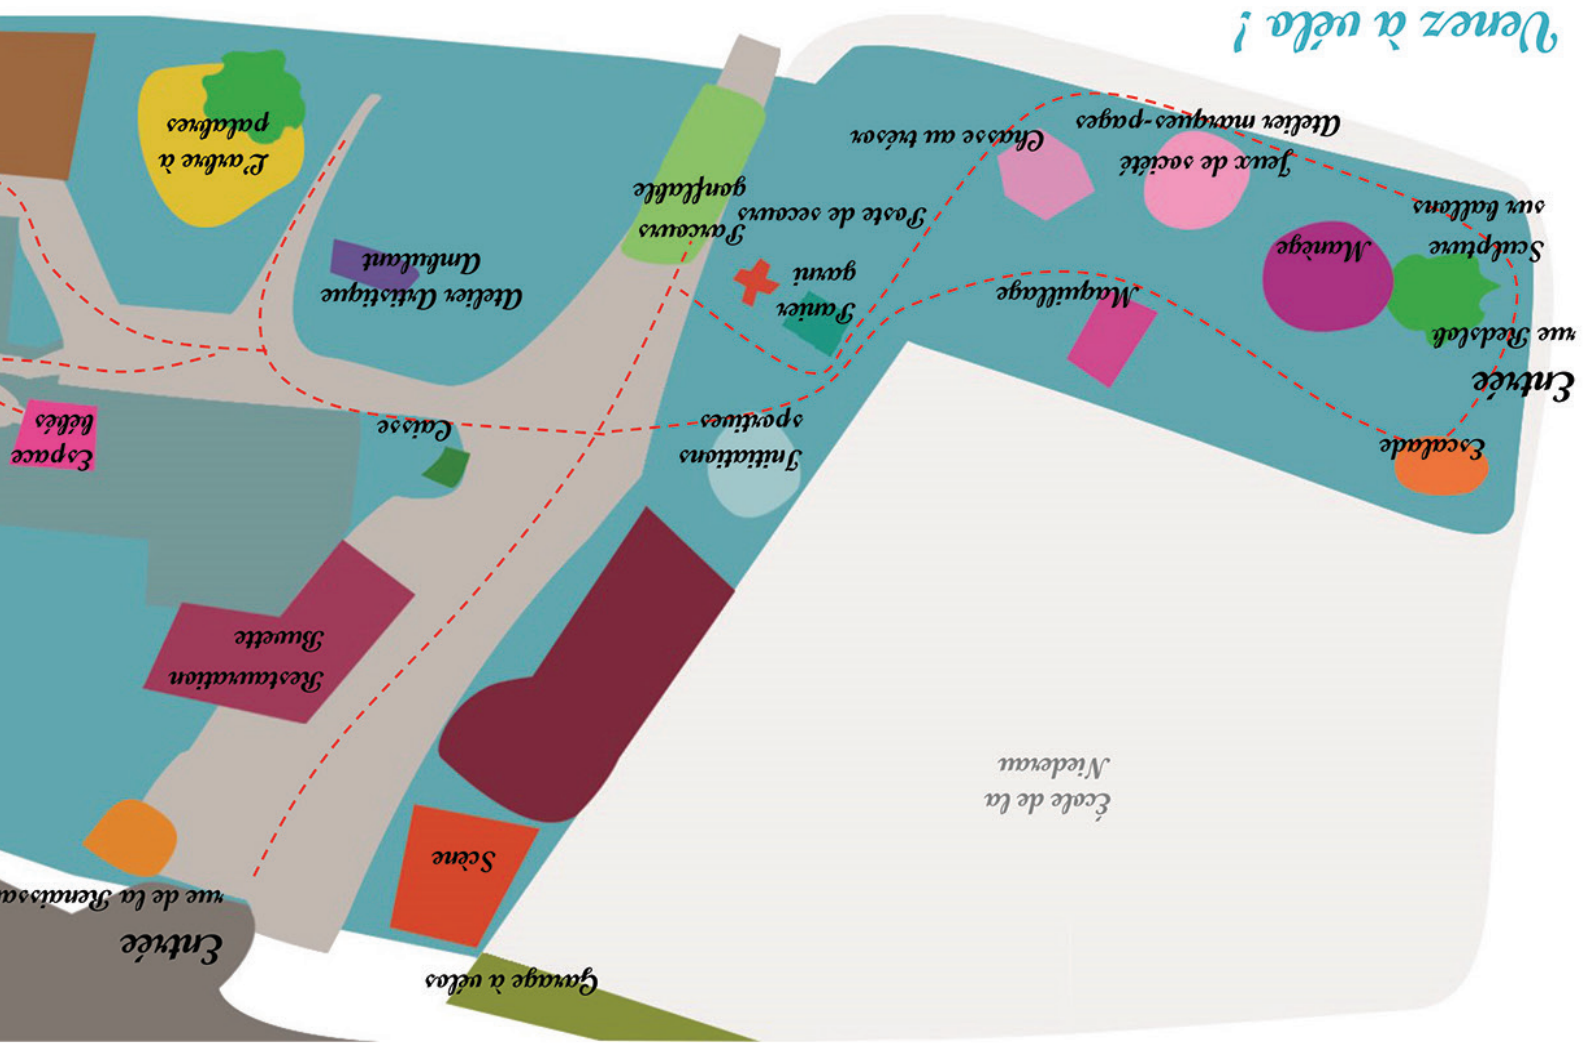 Garage à vélos
Entrée
rue de la Renaissa
Scène
École de la
Niederau
Restauration
Buvette
Escalade
Initiations
sportives
Caisse
Espace
bébés
Entrée
rue Redslob
Maquillage
Panier
garni
Atelier Artistique
Ambulant
Sculpture
sur ballons
Manège
Poste de secours
Parcours
gonflable
Jeux de société
Atelier marques-pages
Chasse au trésor
L'arbre à
palabres
Venez à vélo !